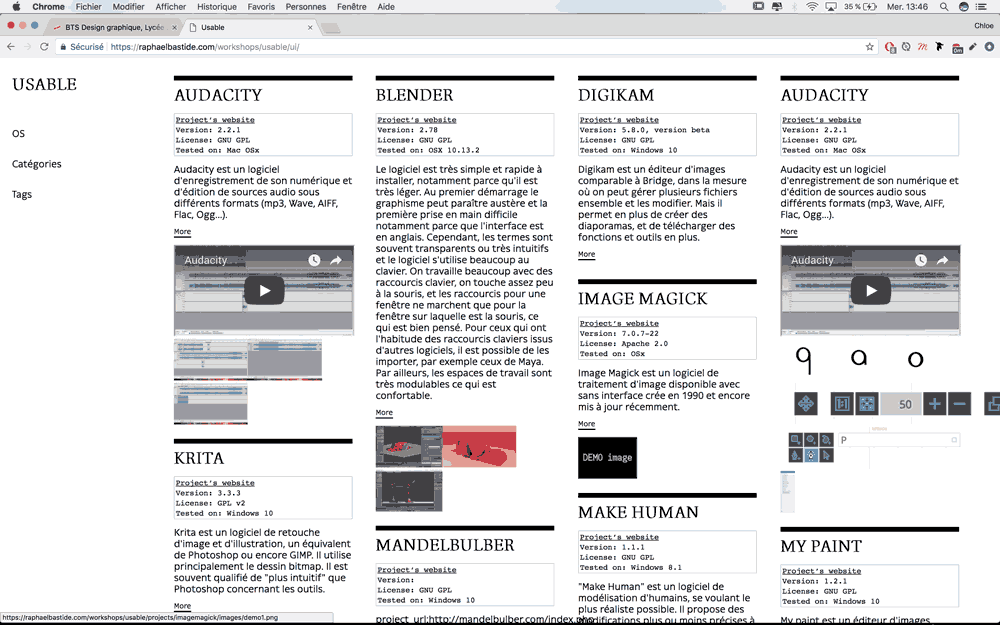 Chrome Fichier Modifier Afficher Historique Favoris Personnes Fenêtre Aide
35 % Mer. 13:46
BTS Design graphique, Lycée
Usable
Chloe
Sécurisé https://raphaelbastide.com/workshops/usable/ui/
USABLE
OS
Catégories
Tags
AUDACITY
Project's website
Version: 2.2.1
License: GNU GPL
Tested on: Mac OSx
Audacity est un logiciel
d'enregistrement de son numérique et
d'édition de sources audio sous
différents formats (mp3, Wave, AIFF,
Flac, Ogg...).
More
Audacity
KRITA
Project's website
Version: 3.3.3
License: GPL v2
Tested on: Windows 10
Krita est un logiciel de retouche
d'image et d'illustration, un équivalent
de Photoshop ou encore GIMP. Il utilise
principalement le dessin bitmap. Il est
souvent qualifié de "plus intuitif" que
Photoshop concernant les outils.
More
https://raphaelbastide.com/workshops/usable/projects/imagemagick/images/demo1.png
BLENDER
Project's website
Version: 2.78
License: GNU GPL
Tested on: OSX 10.13.2
Le logiciel est très simple et rapide à
installer, notamment parce qu'il est
très léger. Au premier démarrage le
graphisme peut paraître austère et la
première prise en main difficile
notamment parce que l'interface est
en anglais. Cependant, les termes sont
souvent transparents ou très intuitifs
et le logiciel s'utilise beaucoup au
clavier. On travaille beaucoup avec des
raccourcis clavier, on touche assez peu
à la souris, et les raccourcis pour une
fenêtre ne marchent que pour la
fenêtre sur laquelle est la souris, ce
qui est bien pensé. Pour ceux qui ont
l'habitude des raccourcis claviers issus
d'autres logiciels, il est possible de les
importer, par exemple ceux de Maya.
Par ailleurs, les espaces de travail sont
très modulables ce qui est
confortable.
More
MANDELBULBER
Project's website
Version:
License: GNU GPL
Tested on: Windows 10
project_url:http://mandelbulber.com/index.php
DIGIKAM
Project's website
Version: 5.8.0, version beta
License: GNU GPL
Tested on: Windows 10
Digikam est un éditeur d'images
comparable à Bridge, dans la mesure
où on peut gérer plusieurs fichiers
ensemble et les modifier. Mais il
permet en plus de créer des
diaporamas, et de télécharger des
fonctions et outils en plus.
More
IMAGE MAGICK
Project's website
Version: 7.0.7-22
License: Apache 2.0
Tested on: OSx
Image Magick est un logiciel de
traitement d'image disponible avec
sans interface crée en 1990 et encore
mis à jour récemment.
More
DEMO image
MAKE HUMAN
Project's website
Version: 1.1.1
License: GNU GPL
Tested on: Windows 8.1
"Make Human" est un logiciel de
modélisation d'humans, se voulant le
plus réaliste possible. Il propose des
modifications plus ou moins précises à
AUDACITY
Project's website
Version: 2.2.1
License: GNU GPL
Tested on: Mac OSx
Audacity est un logiciel
d'enregistrement de son numérique et
d'édition de sources audio sous
différents formats (mp3, Wave, AIFF,
Flac, Ogg...).
More
Audacity
q a o
50
P
MY PAINT
Project's website
Version: 1.2.1
License: GNU GPL
Tested on: Windows 10
My paint est un éditeur d'images